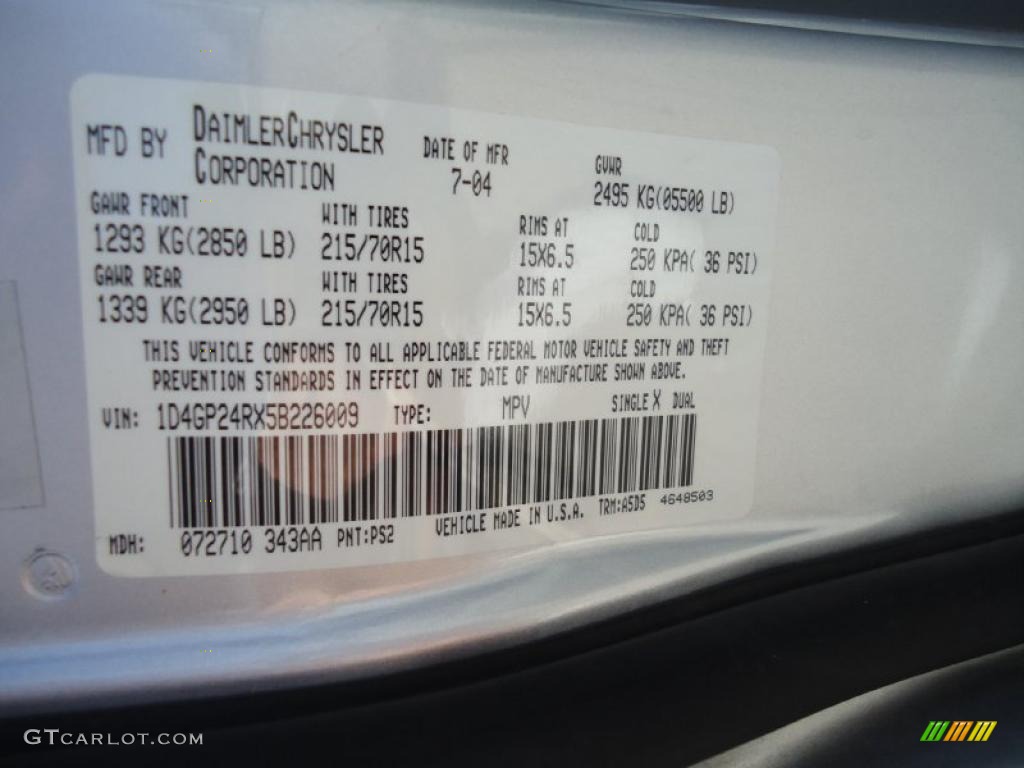 MFD BY DAIMLERCHRYSLER CORPORATION DATE OF MFR 7-04 GVWR 2495 KG(05500 LB)
GAWR FRONT WITH TIRES RIMS AT COLD
1293 KG(2850 LB) 215/70R15 15X6.5 250 KPA( 36 PSI)
GAWR REAR WITH TIRES RIMS AT COLD
1339 KG(2950 LB) 215/70R15 15X6.5 250 KPA( 36 PSI)
THIS VEHICLE CONFORMS TO ALL APPLICABLE FEDERAL MOTOR VEHICLE SAFETY AND THEFT
PREVENTION STANDARDS IN EFFECT ON THE DATE OF MANUFACTURE SHOWN ABOVE.
VIN: 1D4GP24RX5B226009 TYPE: MPV SINGLE X DUAL
MDH: 072710 343AA PNT:PS2 VEHICLE MADE IN U.S.A. TRM:A5D5 4648503
GTCARLOT.COM